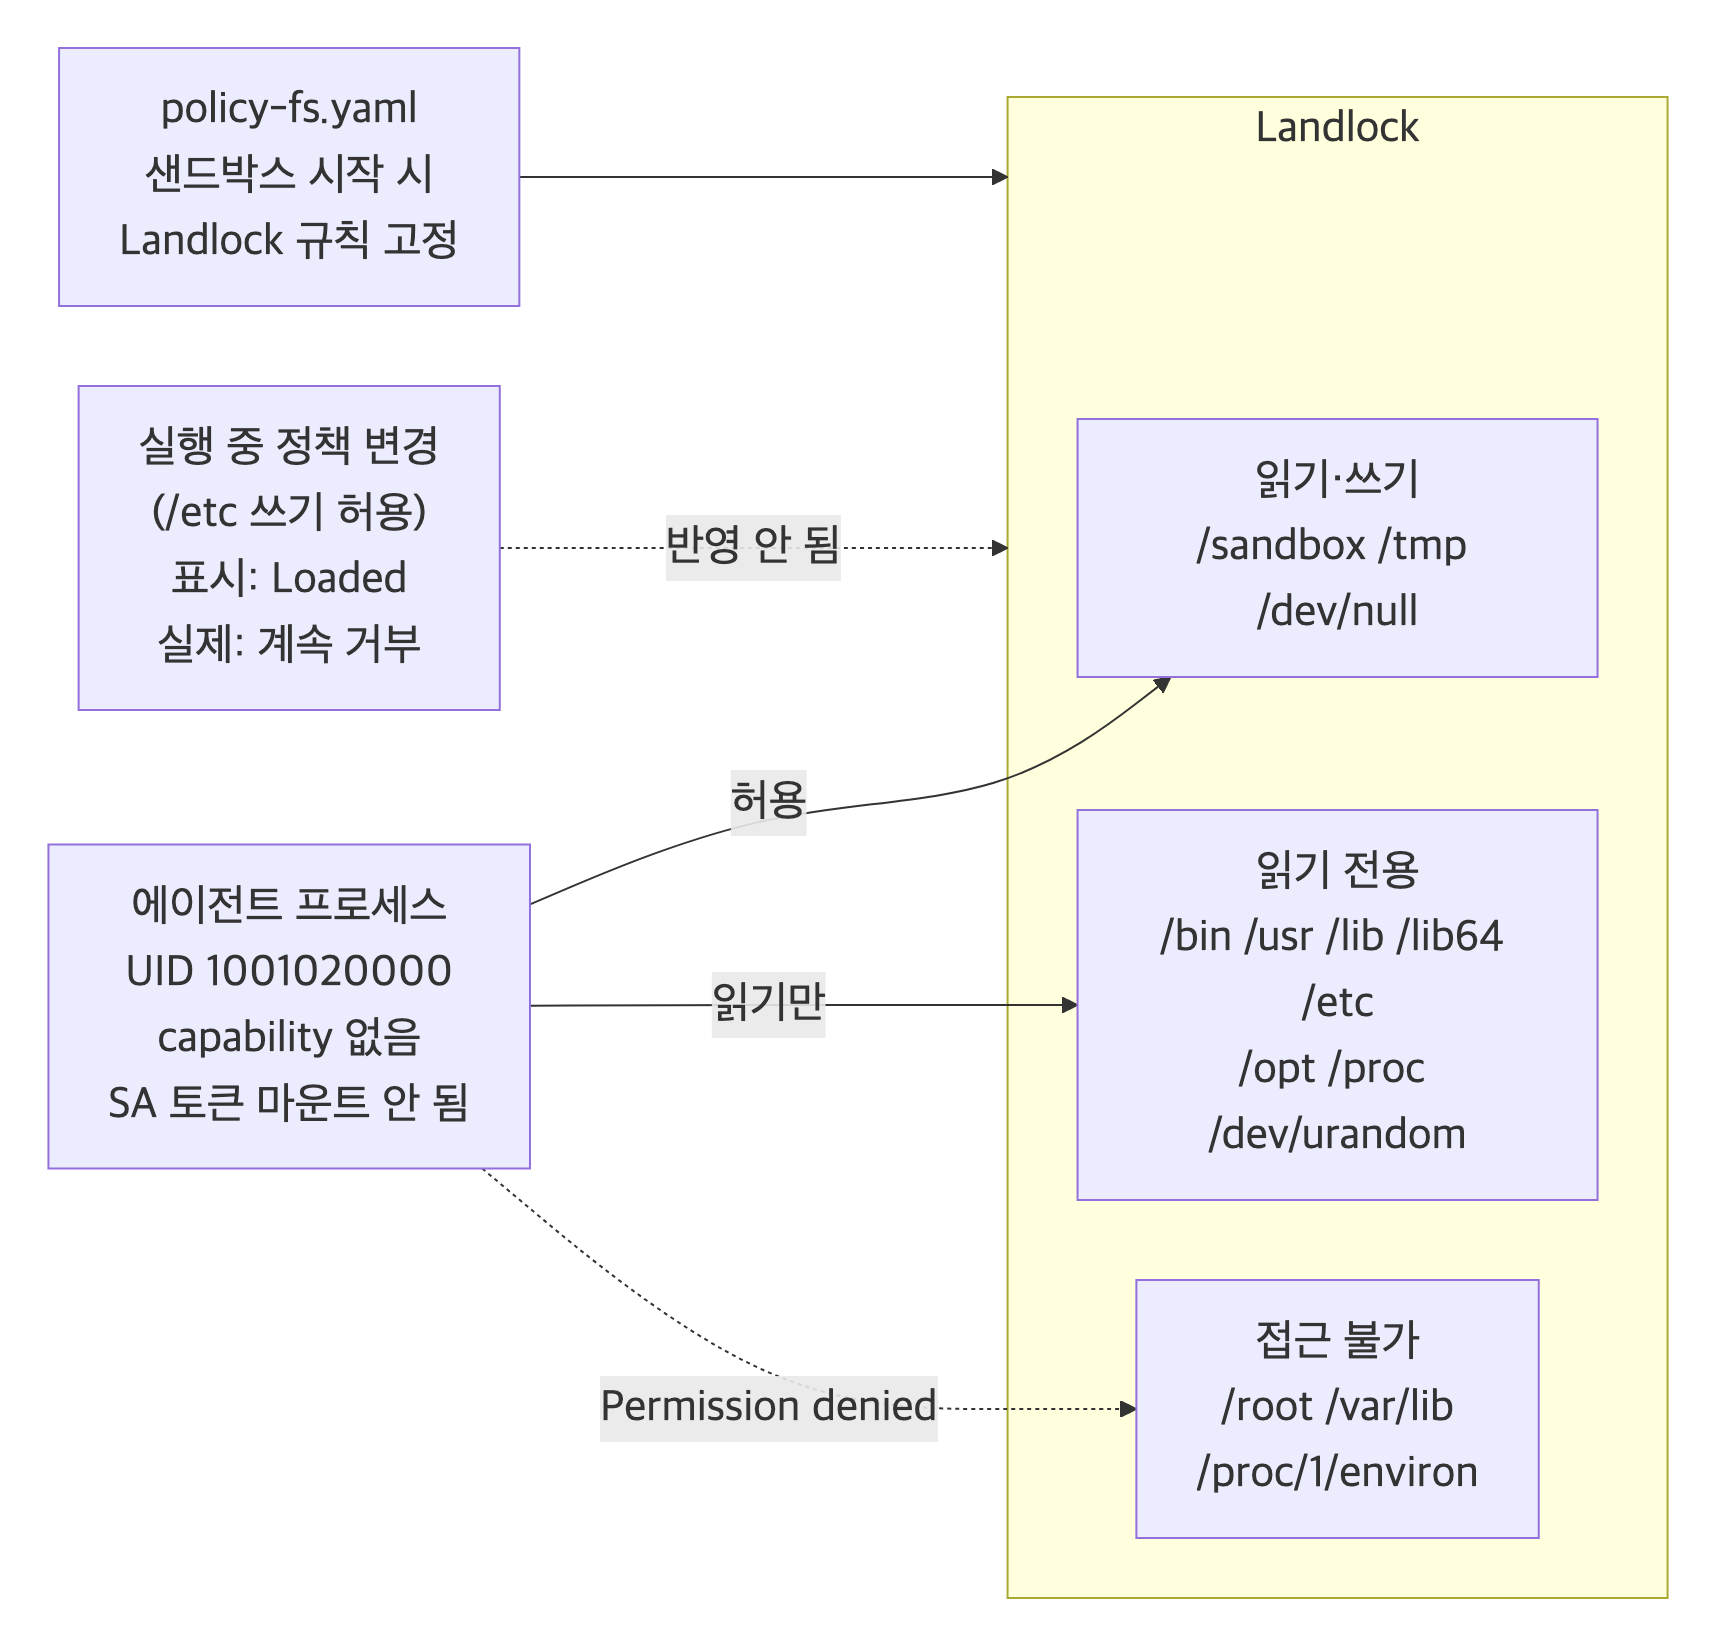 policy-fs.yaml
샌드박스 시작 시
Landlock 규칙 고정
실행 중 정책 변경
(/etc 쓰기 허용)
표시: Loaded
실제: 계속 거부
에이전트 프로세스
UID 1001020000
capability 없음
SA 토큰 마운트 안 됨
반영 안 됨
허용
읽기만
Permission denied
Landlock
읽기·쓰기
/sandbox /tmp
/dev/null
읽기 전용
/bin /usr /lib /lib64
/etc
/opt /proc
/dev/urandom
접근 불가
/root /var/lib
/proc/1/environ